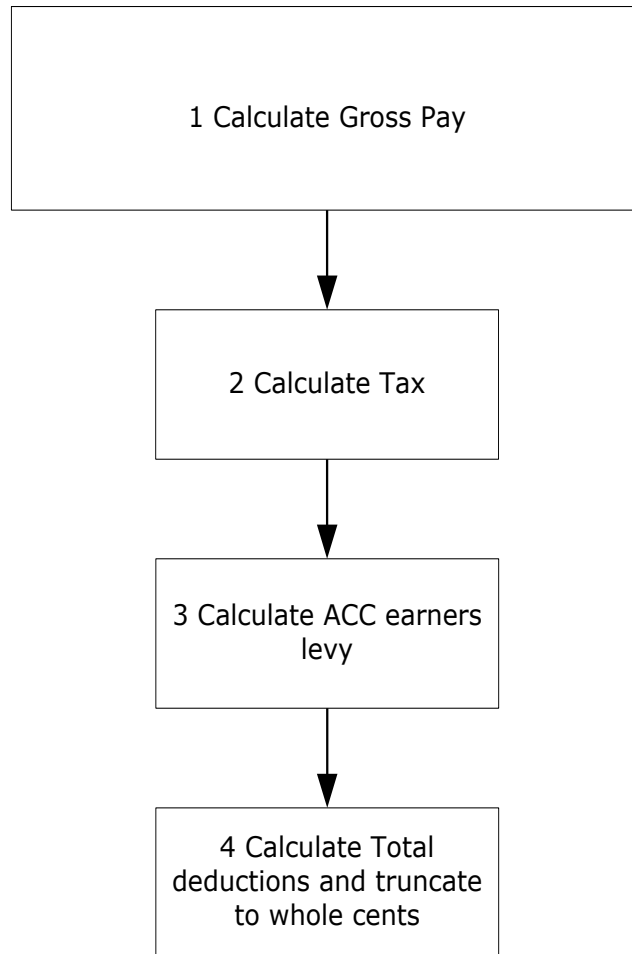 1 Calculate Gross Pay
2 Calculate Tax
3 Calculate ACC earners
levy
4 Calculate Total
deductions and truncate
to whole cents